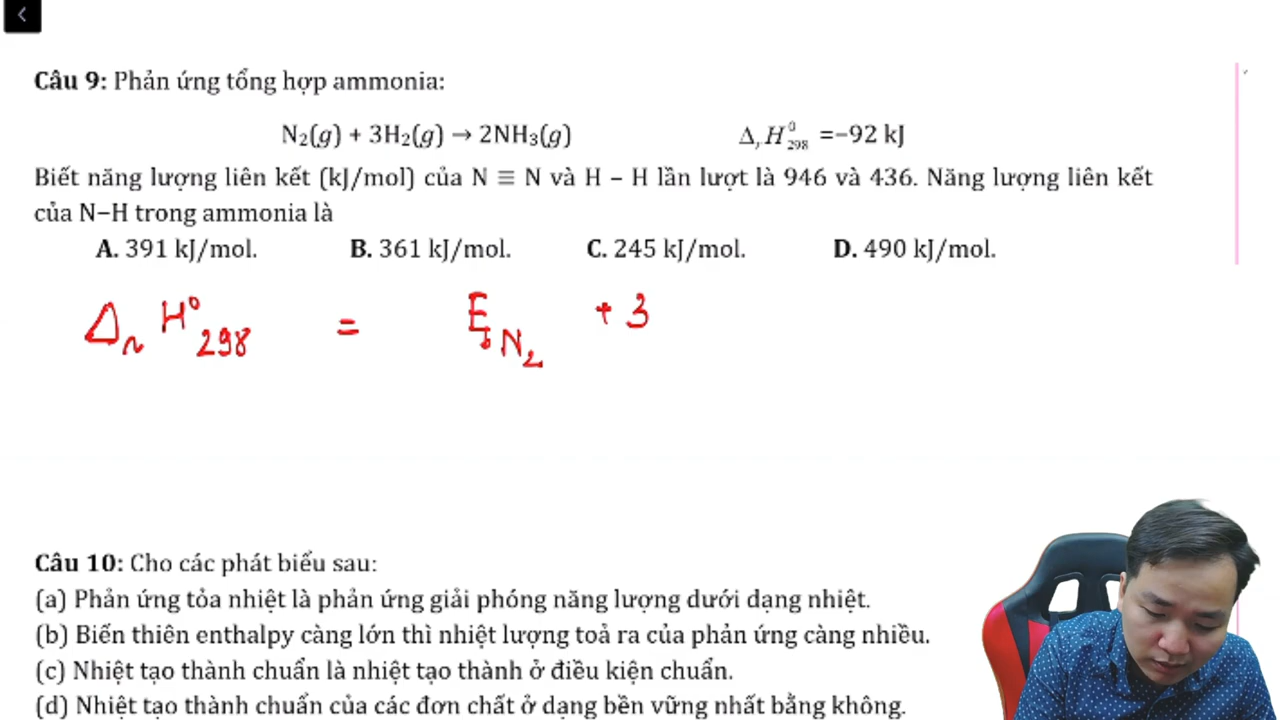 Câu 9: Phản ứng tổng hợp ammonia:
N₂(g) + 3H₂(g) → 2NH₃(g) Δ, H⁰₂₉₈ =−92 kJ
Biết năng lượng liên kết (kJ/mol) của N ≡ N và H − H lần lượt là 946 và 436. Năng lượng liên kết
của N−H trong ammonia là
A. 391 kJ/mol. B. 361 kJ/mol. C. 245 kJ/mol. D. 490 kJ/mol.
Δr H⁰₂₉₈ = E_b N₂ + 3
Câu 10: Cho các phát biểu sau:
(a) Phản ứng tỏa nhiệt là phản ứng giải phóng năng lượng dưới dạng nhiệt.
(b) Biến thiên enthalpy càng lớn thì nhiệt lượng toả ra của phản ứng càng nhiều.
(c) Nhiệt tạo thành chuẩn là nhiệt tạo thành ở điều kiện chuẩn.
(d) Nhiệt tạo thành chuẩn của các đơn chất ở dạng bền vững nhất bằng không.